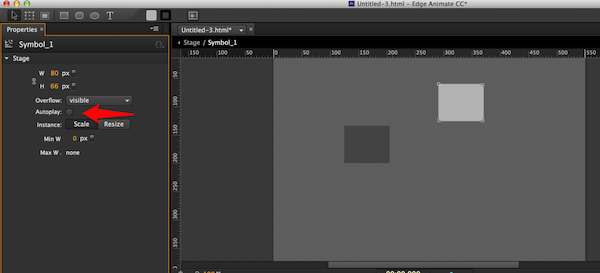 Untitled-3.html* – Edge Animate CC*
T
Properties ×
Untitled-3.html* ×
Symbol_1
{}
Stage / Symbol_1
150 100 50 0 50 100 150 200 250 300 350 400 450 500 550
Stage
W 80 px
H 66 px
Overflow: visible
Autoplay:
Instance: Scale Resize
Min W 0 px
Max W . none
50
100
150
200
250